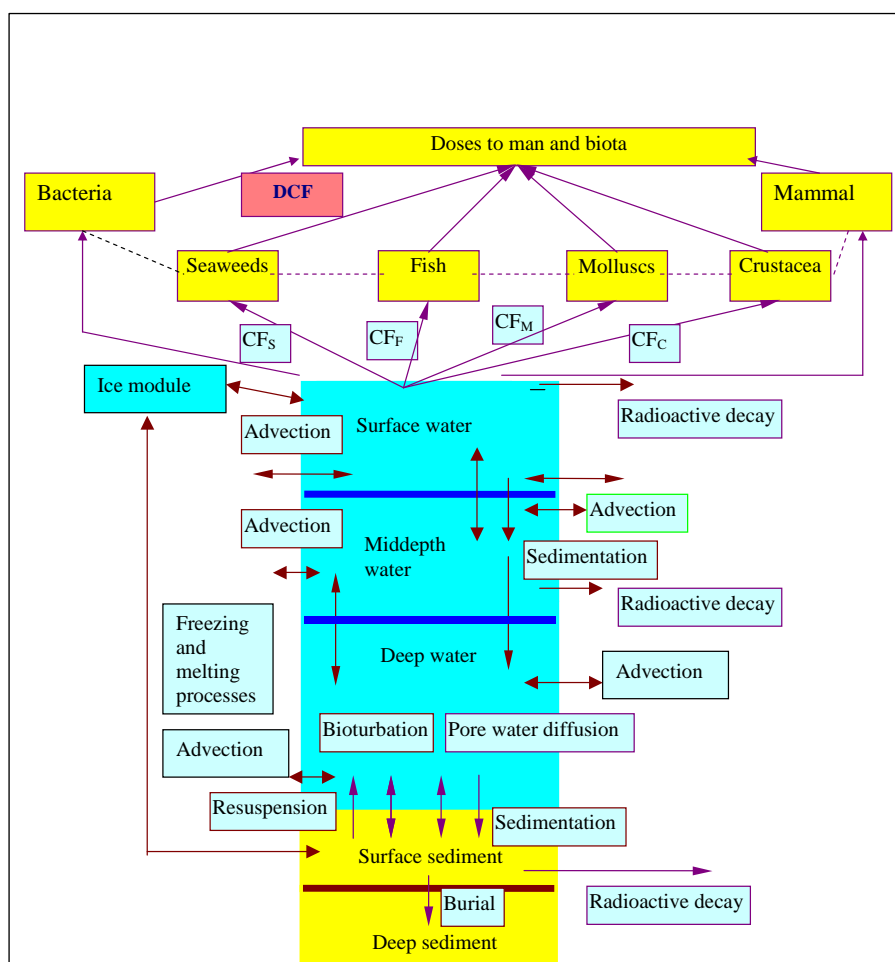 Doses to man and biota
Bacteria
DCF
Mammal
Seaweeds
Fish
Molluscs
Crustacea
CF_S
CF_F
CF_M
CF_C
Ice module
Surface water
Radioactive decay
Advection
Advection
Advection
Middepth
water
Sedimentation
Radioactive decay
Freezing
and
melting
processes
Deep water
Advection
Bioturbation
Pore water diffusion
Advection
Resuspension
Sedimentation
Surface sediment
Radioactive decay
Burial
Deep sediment